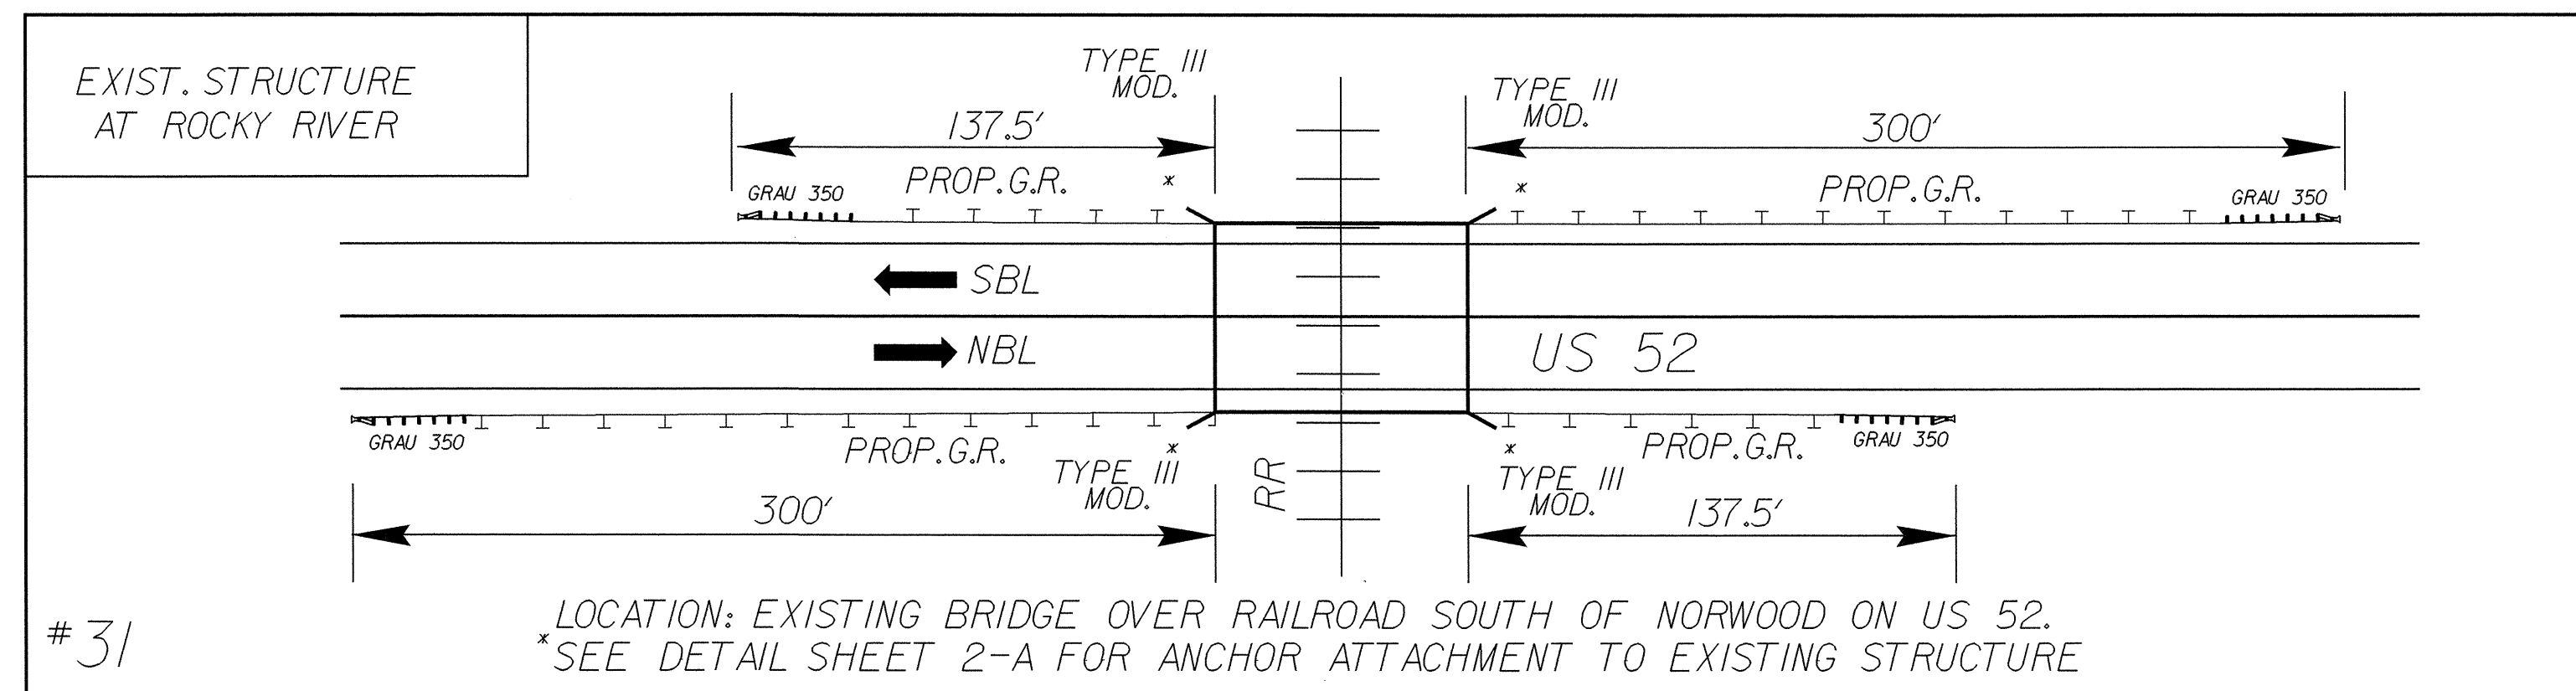 EXIST. STRUCTURE
AT ROCKY RIVER
TYPE III
MOD.
TYPE III
MOD.
137.5'
300'
PROP. G.R.
*
*
PROP. G.R.
GRAU 350
GRAU 350
SBL
NBL
US 52
GRAU 350
PROP. G.R.
*
*
PROP. G.R.
GRAU 350
TYPE III
MOD.
RR
TYPE III
MOD.
300'
137.5'
LOCATION: EXISTING BRIDGE OVER RAILROAD SOUTH OF NORWOOD ON US 52.
*SEE DETAIL SHEET 2-A FOR ANCHOR ATTACHMENT TO EXISTING STRUCTURE
#31